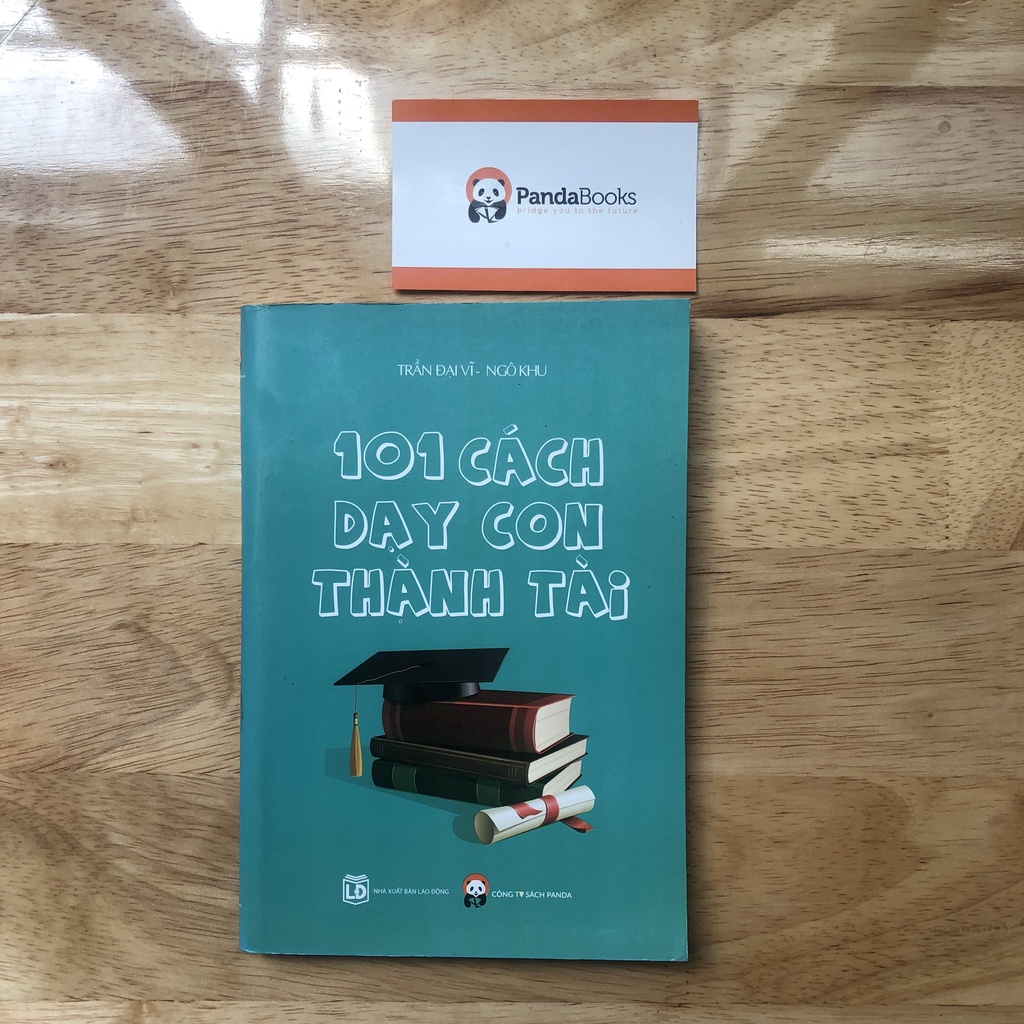 PandaBooks
bridge you to the future
TRẦN ĐẠI VĨ - NGÔ KHU
101 CÁCH
DẠY CON
THÀNH TÀi
LĐ NHÀ XUẤT BẢN LAO ĐỘNG
CÔNG TY SÁCH PANDA